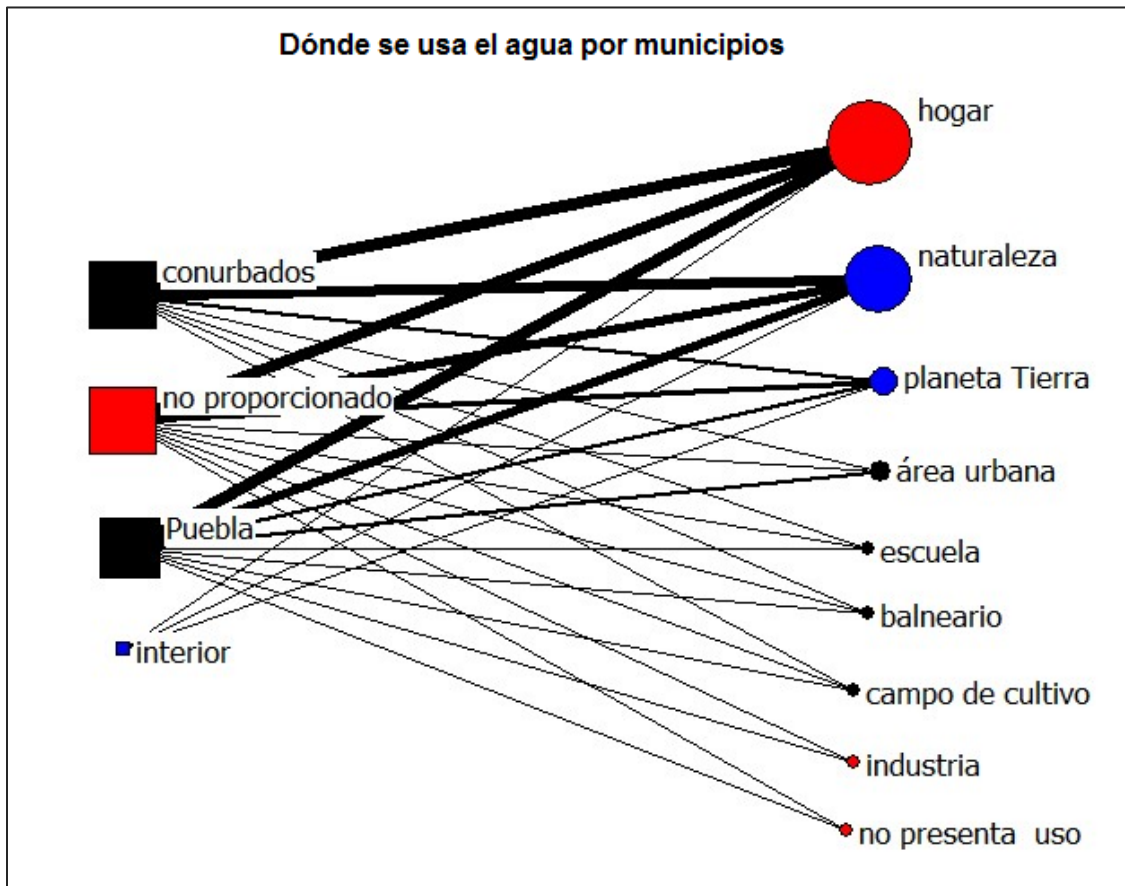 Dónde se usa el agua por municipios
hogar
naturaleza
conurbados
planeta Tierra
no proporcionado
área urbana
Puebla
escuela
balneario
interior
campo de cultivo
industria
no presenta uso